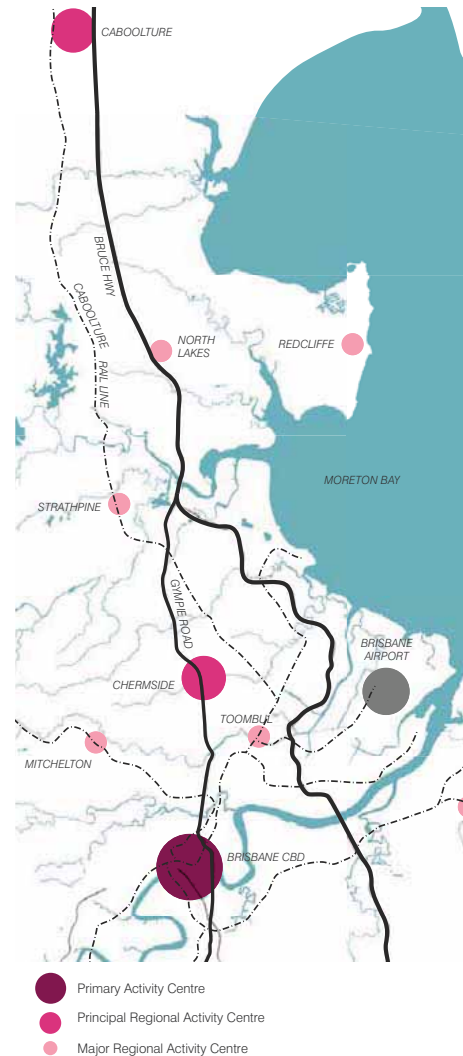 CABOOLTURE
BRUCE HWY
CABOOLTURE RAIL LINE
NORTH
LAKES
REDCLIFFE
MORETON BAY
STRATHPINE
GYMPIE ROAD
BRISBANE
AIRPORT
CHERMSIDE
TOOMBUL
MITCHELTON
BRISBANE CBD
Primary Activity Centre
Principal Regional Activity Centre
Major Regional Activity Centre